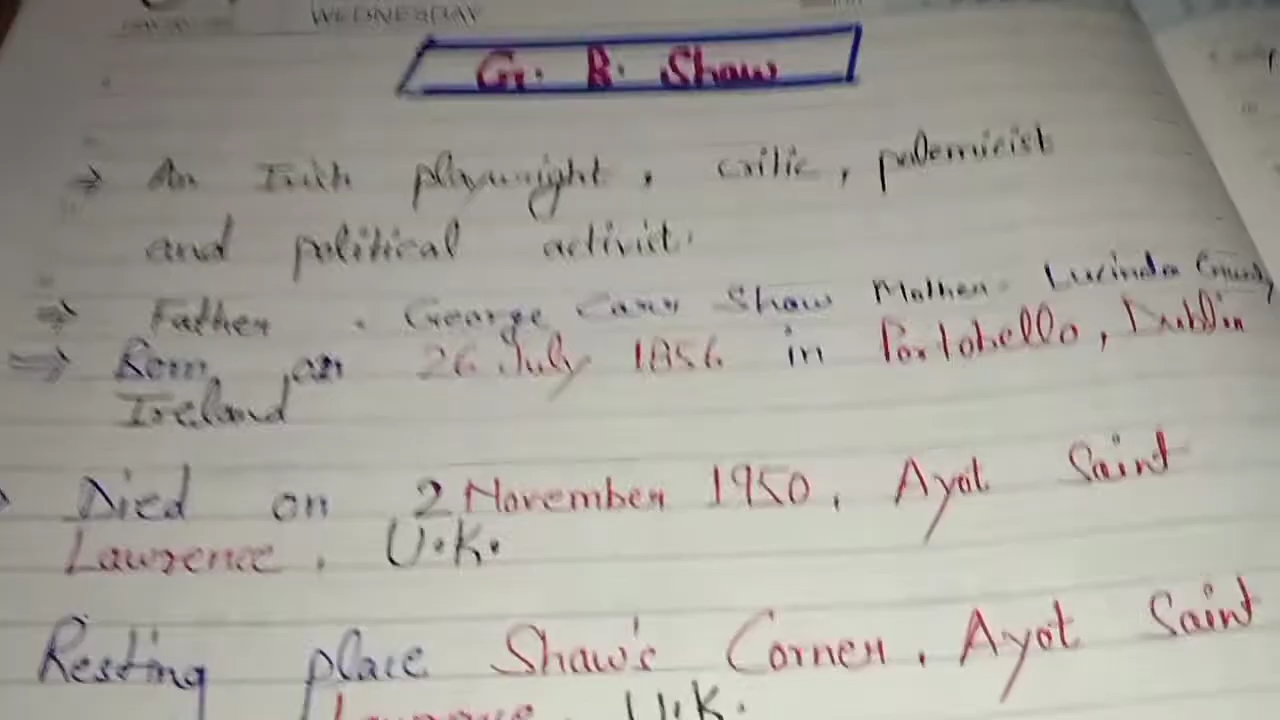 WEDNESDAY
G. B. Shaw
⇒ An Irish playwright, critic, polemicist
and political activist.
⇒ Father . George Carr Shaw Mother. Lucinda
⇒ Born on 26 July 1856 in Portobello, Dublin
Ireland
Died on 2 November 1950, Ayot Saint
Lawrence, U.K.
Resting place Shaw's Corner, Ayot Saint
Lawrence, U.K.